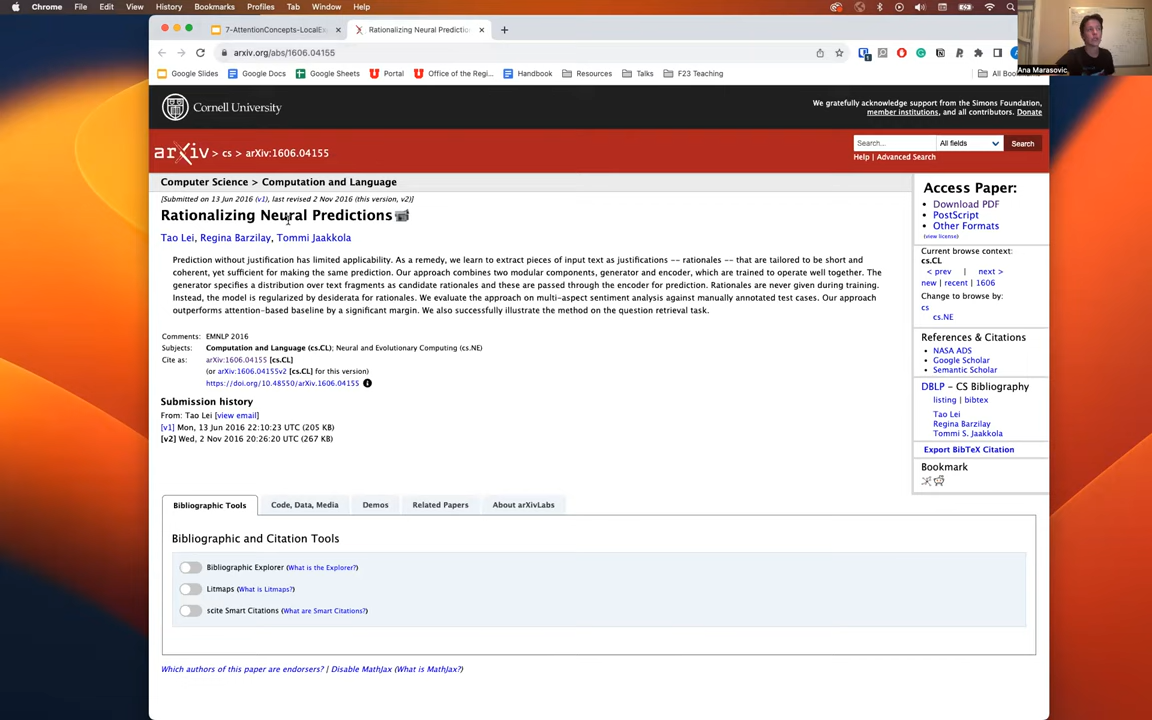 Chrome File Edit View History Bookmarks Profiles Tab Window Help
7-AttentionConcepts-LocalEx
Rationalizing Neural Predictio
arxiv.org/abs/1606.04155
Google Slides Google Docs Google Sheets Portal Office of the Regi... Handbook Resources Talks F23 Teaching All Bo
Ana Marasovic
Cornell University
We gratefully acknowledge support from the Simons Foundation,
member institutions, and all contributors. Donate
arXiv > cs > arXiv:1606.04155
Search... All fields Search
Help | Advanced Search
Computer Science > Computation and Language
[Submitted on 13 Jun 2016 (v1), last revised 2 Nov 2016 (this version, v2)]
Rationalizing Neural Predictions
Tao Lei, Regina Barzilay, Tommi Jaakkola
Prediction without justification has limited applicability. As a remedy, we learn to extract pieces of input text as justifications -- rationales -- that are tailored to be short and
coherent, yet sufficient for making the same prediction. Our approach combines two modular components, generator and encoder, which are trained to operate well together. The
generator specifies a distribution over text fragments as candidate rationales and these are passed through the encoder for prediction. Rationales are never given during training.
Instead, the model is regularized by desiderata for rationales. We evaluate the approach on multi-aspect sentiment analysis against manually annotated test cases. Our approach
outperforms attention-based baseline by a significant margin. We also successfully illustrate the method on the question retrieval task.
Comments: EMNLP 2016
Subjects: Computation and Language (cs.CL); Neural and Evolutionary Computing (cs.NE)
Cite as: arXiv:1606.04155 [cs.CL]
(or arXiv:1606.04155v2 [cs.CL] for this version)
https://doi.org/10.48550/arXiv.1606.04155
Submission history
From: Tao Lei [view email]
[v1] Mon, 13 Jun 2016 22:10:23 UTC (205 KB)
[v2] Wed, 2 Nov 2016 20:26:20 UTC (267 KB)
Access Paper:
Download PDF
PostScript
Other Formats
(view license)
Current browse context:
cs.CL
< prev | next >
new | recent | 1606
Change to browse by:
cs
cs.NE
References & Citations
NASA ADS
Google Scholar
Semantic Scholar
DBLP - CS Bibliography
listing | bibtex
Tao Lei
Regina Barzilay
Tommi S. Jaakkola
Export BibTeX Citation
Bookmark
Bibliographic Tools Code, Data, Media Demos Related Papers About arXivLabs
Bibliographic and Citation Tools
Bibliographic Explorer (What is the Explorer?)
Litmaps (What is Litmaps?)
scite Smart Citations (What are Smart Citations?)
Which authors of this paper are endorsers? | Disable MathJax (What is MathJax?)